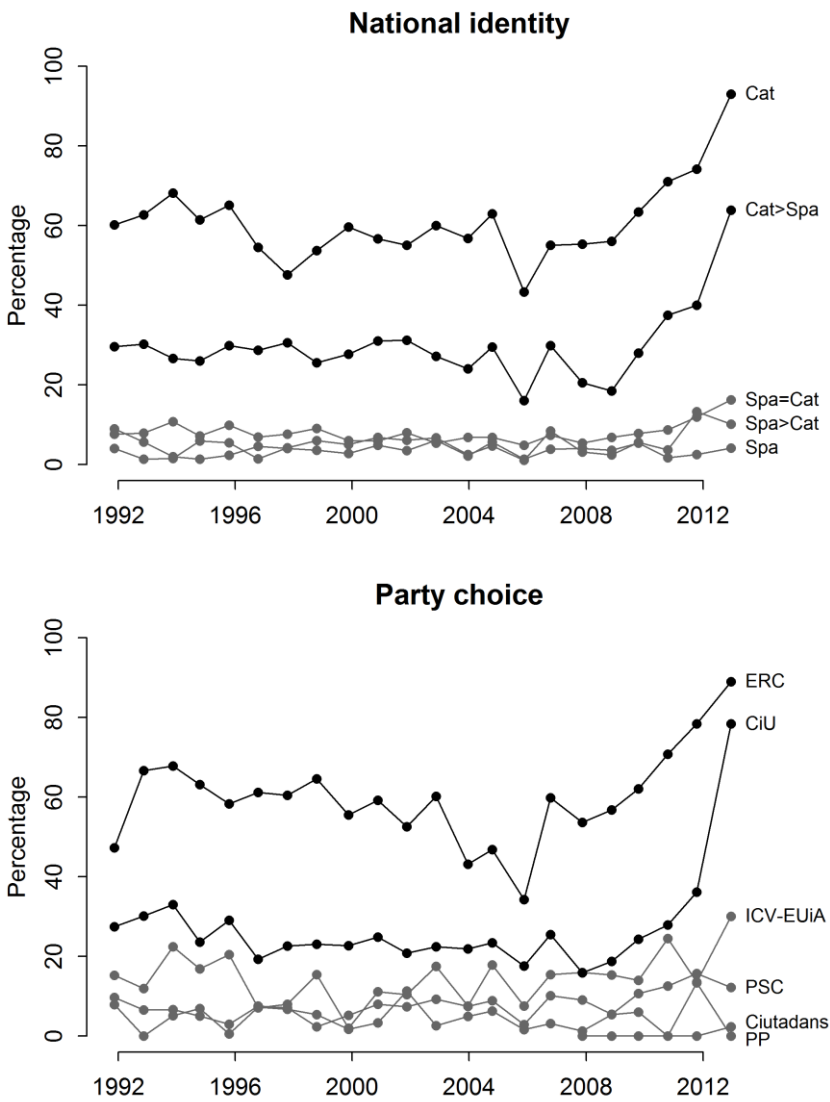 National identity
100
80
60
40
20
0
Percentage
Cat
Cat>Spa
Spa=Cat
Spa>Cat
Spa
1992 1996 2000 2004 2008 2012
Party choice
100
80
60
40
20
0
Percentage
ERC
CiU
ICV-EUiA
PSC
Ciutadans
PP
1992 1996 2000 2004 2008 2012